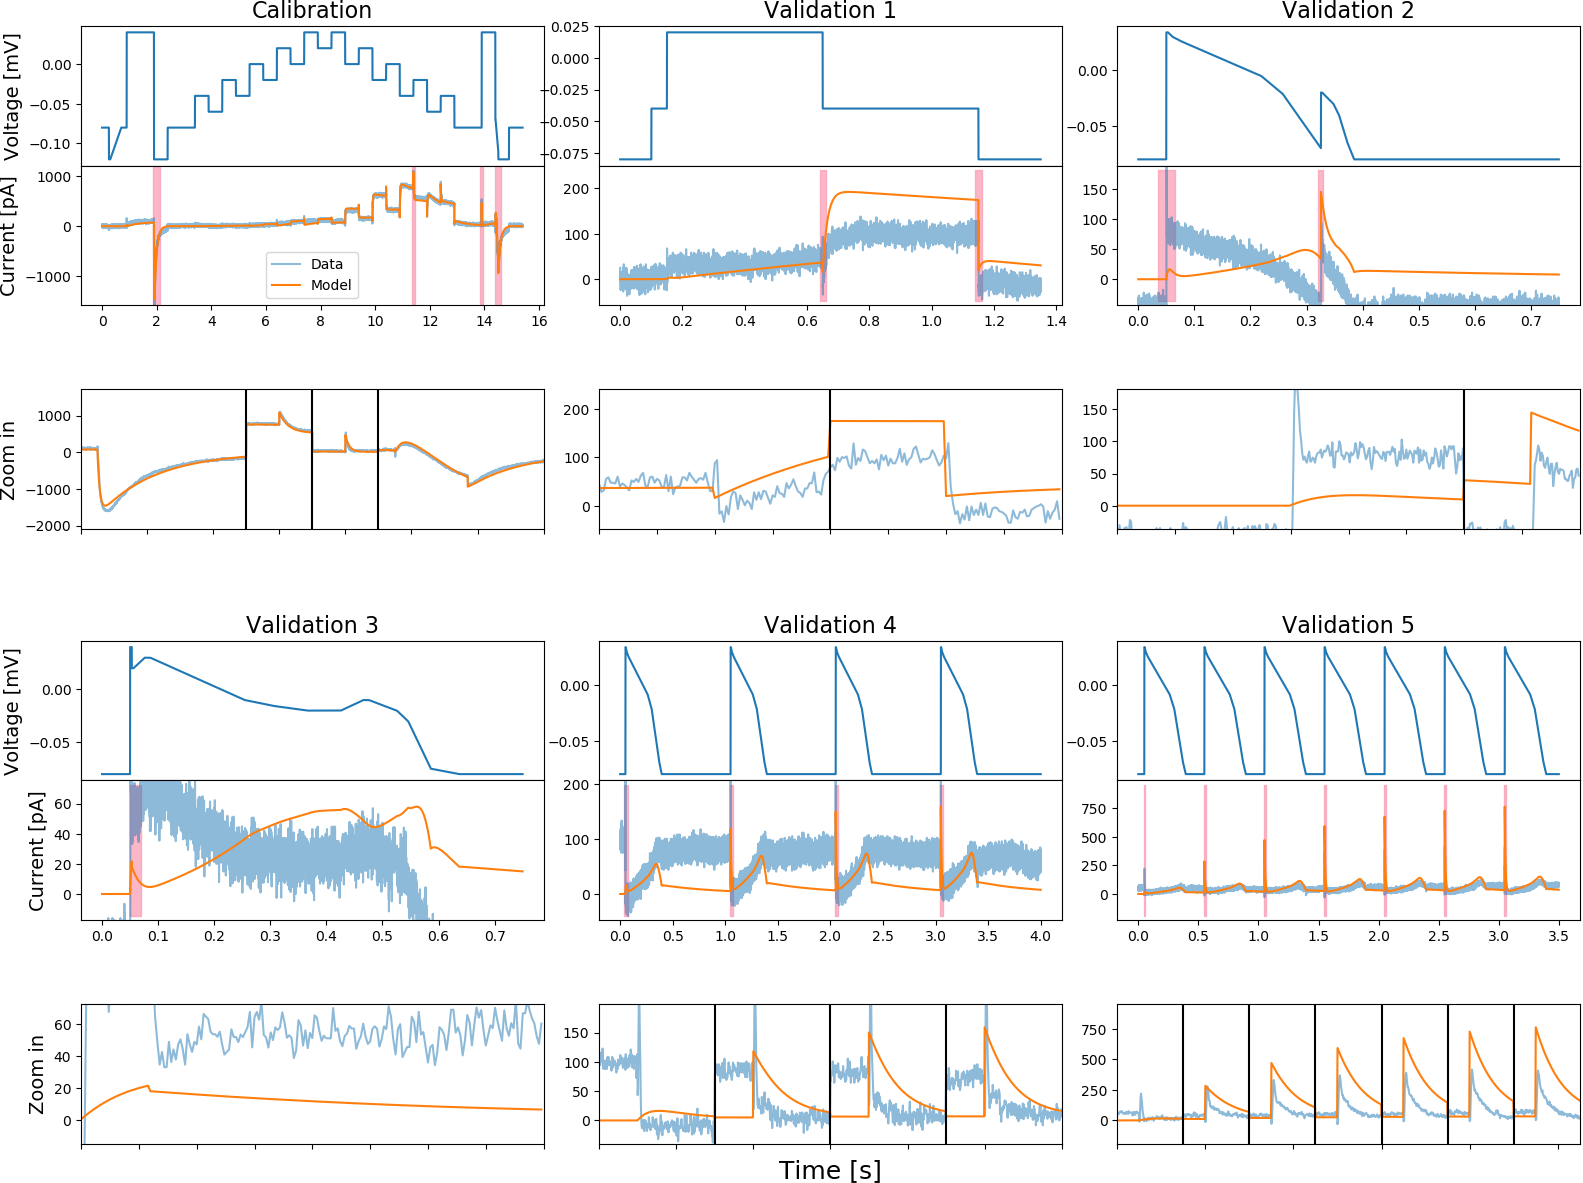 Calibration
Validation 1
Validation 2
Voltage [mV]
0.00
−0.05
−0.10
0.025
0.000
−0.025
−0.050
−0.075
0.00
−0.05
Current [pA]
1000
0
−1000
Data
Model
200
100
0
150
100
50
0
0 2 4 6 8 10 12 14 16
0.0 0.2 0.4 0.6 0.8 1.0 1.2 1.4
0.0 0.1 0.2 0.3 0.4 0.5 0.6 0.7
Zoom in
1000
0
−1000
−2000
200
100
0
150
100
50
0
Validation 3
Validation 4
Validation 5
Voltage [mV]
0.00
−0.05
0.00
−0.05
0.00
−0.05
Current [pA]
60
40
20
0
200
100
0
750
500
250
0
0.0 0.1 0.2 0.3 0.4 0.5 0.6 0.7
0.0 0.5 1.0 1.5 2.0 2.5 3.0 3.5 4.0
0.0 0.5 1.0 1.5 2.0 2.5 3.0 3.5
Zoom in
60
40
20
0
150
100
50
0
750
500
250
0
Time [s]